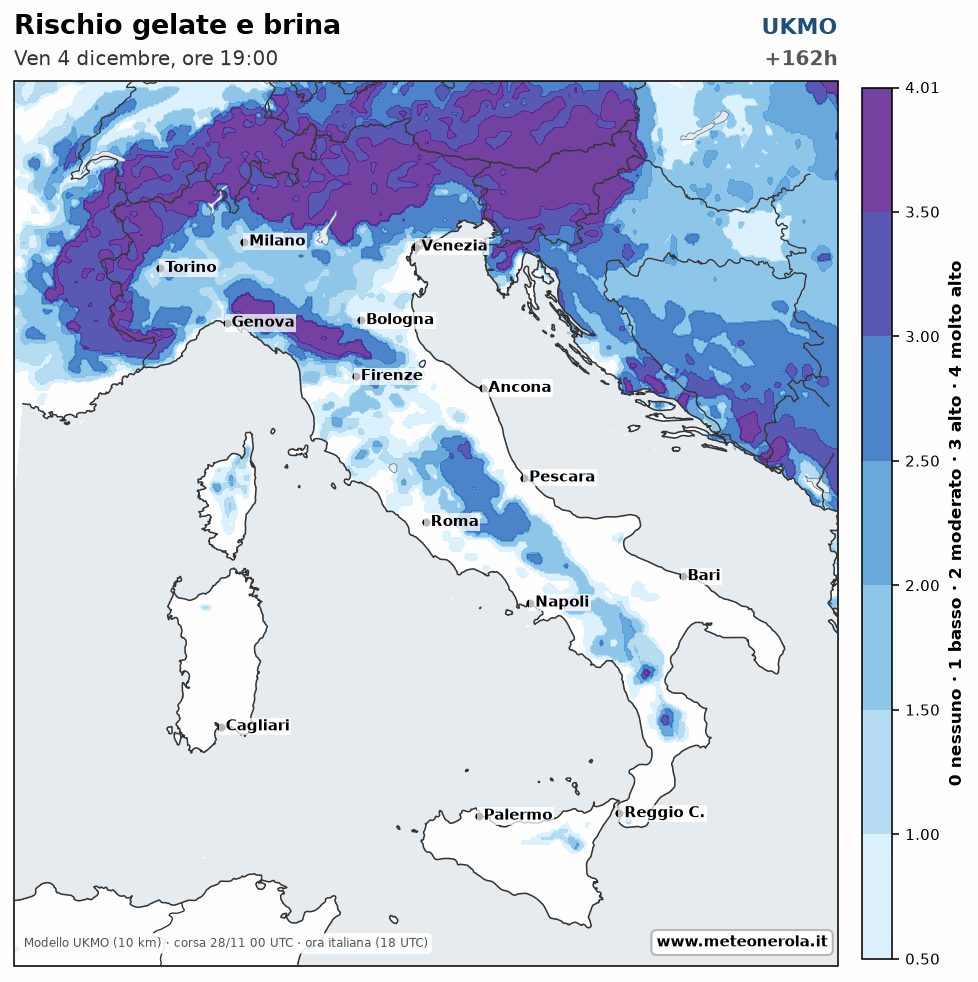 Rischio gelate e brina
UKMO
Ven 4 dicembre, ore 19:00
+162h
4.01
3.50
3.00
2.50
2.00
1.50
1.00
0.50
0 nessuno · 1 basso · 2 moderato · 3 alto · 4 molto alto
Milano
Venezia
Torino
Genova
Bologna
Firenze
Ancona
Pescara
Roma
Bari
Napoli
Cagliari
Palermo
Reggio C.
Modello UKMO (10 km) · corsa 28/11 00 UTC · ora italiana (18 UTC)
www.meteonerola.it